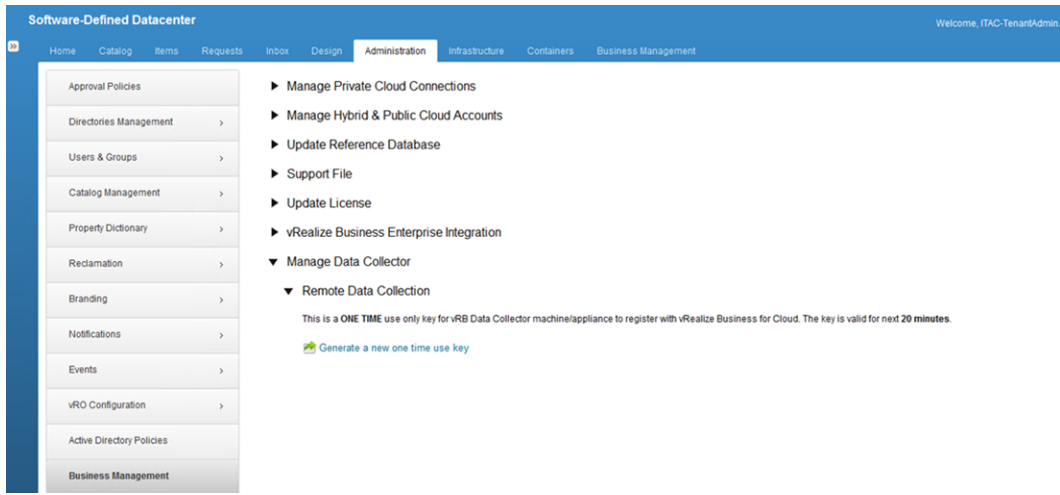 Software-Defined Datacenter
Welcome, ITAC-TenantAdmin.
Home Catalog Items Requests Inbox Design Administration Infrastructure Containers Business Management
Approval Policies
Directories Management
Users & Groups
Catalog Management
Property Dictionary
Reclamation
Branding
Notifications
Events
vRO Configuration
Active Directory Policies
Business Management
Manage Private Cloud Connections
Manage Hybrid & Public Cloud Accounts
Update Reference Database
Support File
Update License
vRealize Business Enterprise Integration
Manage Data Collector
Remote Data Collection
This is a ONE TIME use only key for vRB Data Collector machine/appliance to register with vRealize Business for Cloud. The key is valid for next 20 minutes.
Generate a new one time use key